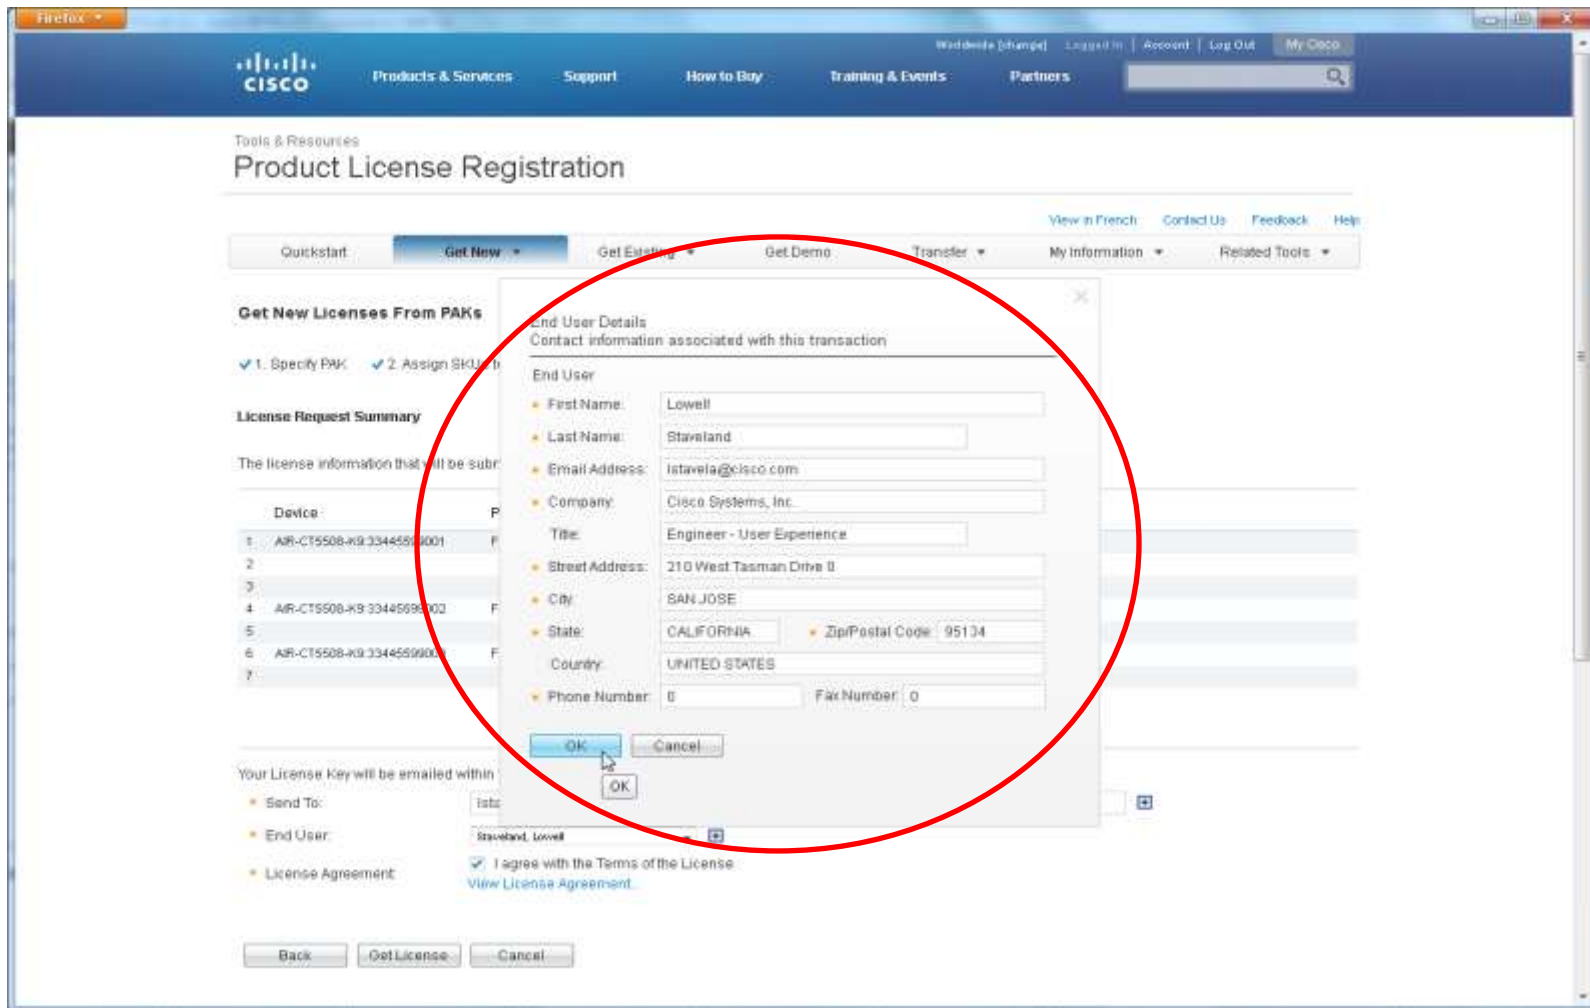 Firefox
Worldwide [change] Logged In | Account | Log Out My Cisco
CISCO Products & Services Support How to Buy Training & Events Partners
Tools & Resources
Product License Registration
View in French Contact Us Feedback Help
Quickstart Get New Get Existing Get Demo Transfer My Information Related Tools
Get New Licenses From PAKs
1. Specify PAK 2. Assign SKUs to
License Request Summary
The license information that will be subm
Device P
1 AIR-CT5508-K9:33445599001 F
2
3
4 AIR-CT5508-K9:33445599002 F
5
6 F
7
End User Details
Contact information associated with this transaction
End User
First Name: Lowell
Last Name: Staveland
Email Address: lstavela@cisco.com
Company: Cisco Systems, Inc.
Title: Engineer - User Experience
Street Address: 210 West Tasman Drive 0
City: SAN JOSE
State: CALIFORNIA Zip/Postal Code: 95134
Country: UNITED STATES
Phone Number: 0 Fax Number: 0
OK Cancel
OK
Your License Key will be emailed within
Send To: lsta
End User: Staveland, Lowell
License Agreement: I agree with the Terms of the License
View License Agreement.
Back Get License Cancel